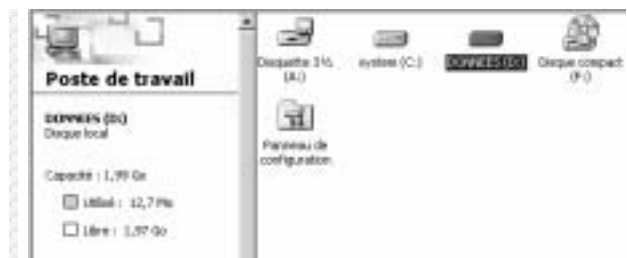 Poste de travail
DONNEES (D:)
Disque local
Capacité : 1,99 Go
Utilisé : 12,7 Mo
Libre : 1,97 Go
Disquette 3½
(A:)
system (C:)
DONNEES (D:)
Disque compact
(F:)
Panneau de
configuration